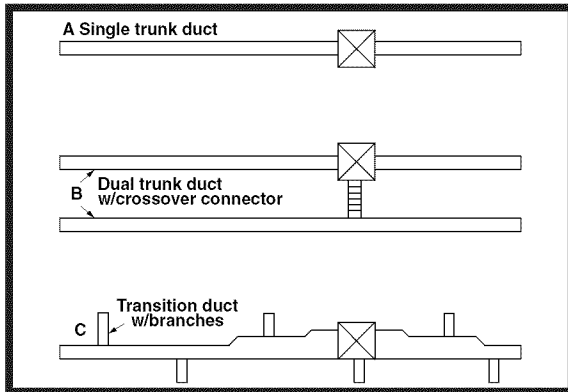 A Single trunk duct
B
Dual trunk duct
w/crossover connector
C
Transition duct
w/branches